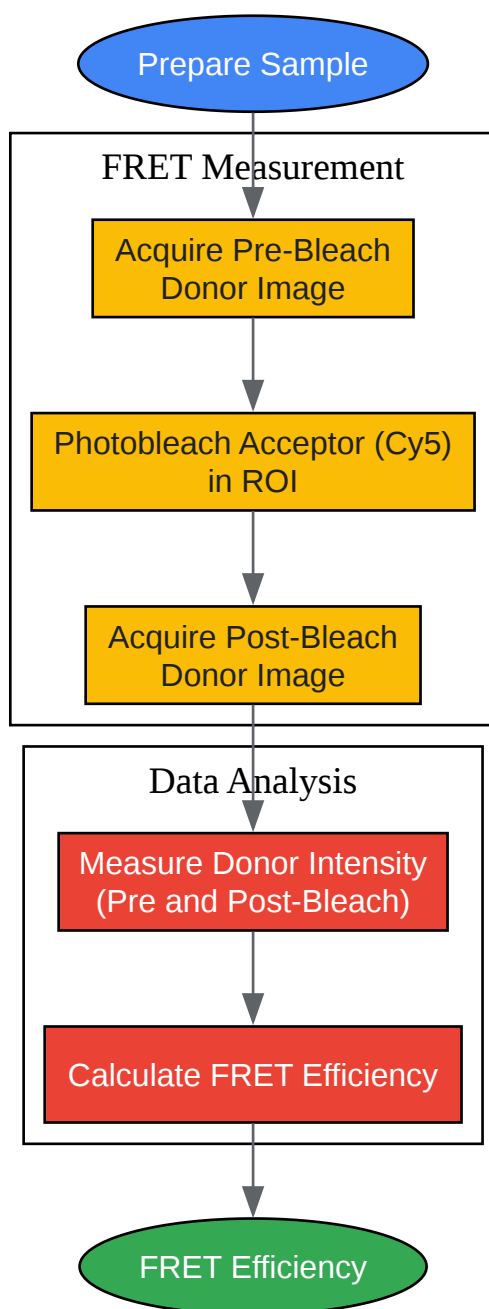 Prepare Sample
FRET Measurement
Acquire Pre-Bleach
Donor Image
Photobleach Acceptor (Cy5)
in ROI
Acquire Post-Bleach
Donor Image
Data Analysis
Measure Donor Intensity
(Pre and Post-Bleach)
Calculate FRET Efficiency
FRET Efficiency